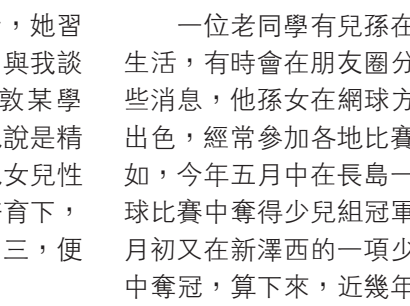 ，她習
與我談
敦某學
說是精
女兒性
育下，
三，便
一位老同學有兒孫在
生活，有時會在朋友圈分
些消息，他孫女在網球方
出色，經常參加各地比賽
如，今年五月中在長島一
球比賽中奪得少兒組冠軍
月初又在新澤西的一項少
中奪冠，算下來，近幾年